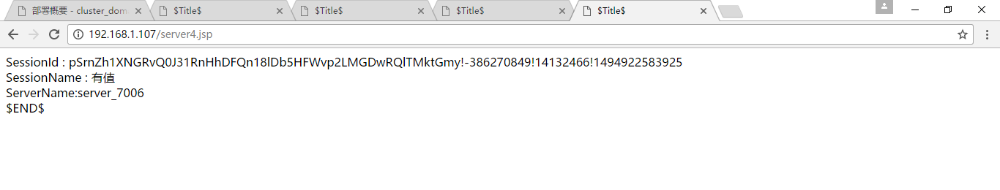 部署概要 - cluster_dom
$Title$
$Title$
$Title$
$Title$
192.168.1.107/server4.jsp
SessionId : pSrnZh1XNGRvQ0J31RnHhDFQn18lDb5HFWvp2LMGDwRQlTMktGmy!-386270849!14132466!1494922583925
SessionName : 有值
ServerName:server_7006
$END$